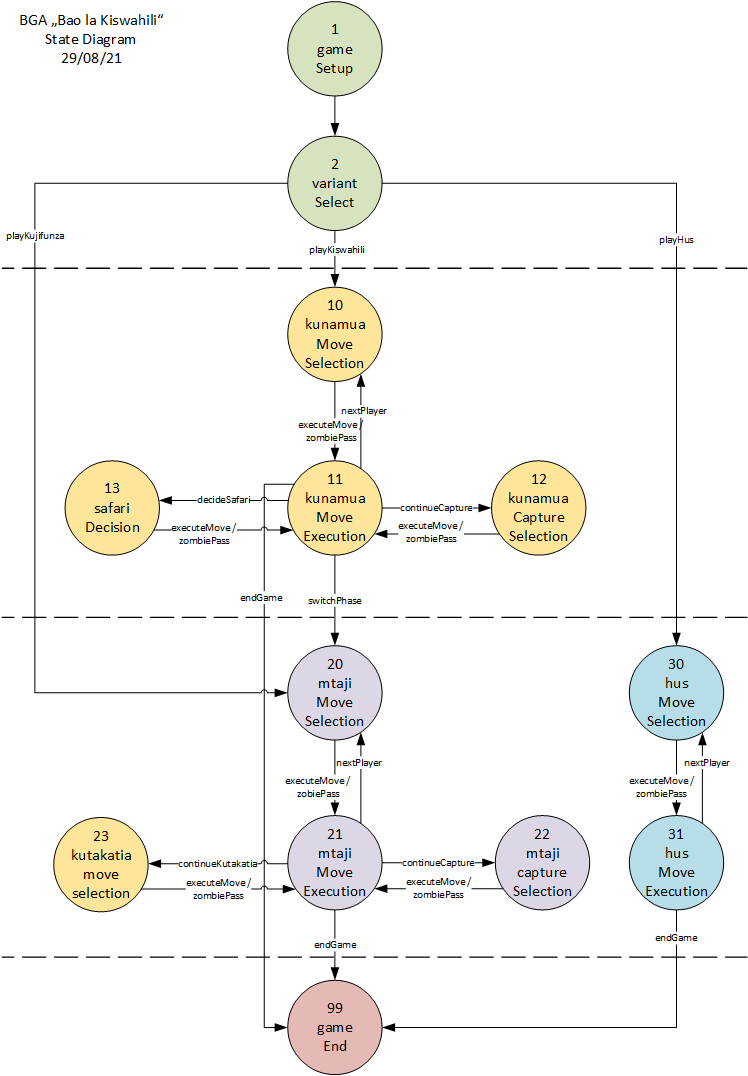 BGA „Bao la Kiswahili“
State Diagram
29/08/21
1
game
Setup
2
variant
Select
playKujifunza
playKiswahili
playHus
10
kunamua
Move
Selection
nextPlayer
executeMove /
zombiePass
13
safari
Decision
decideSafari
executeMove /
zombiePass
11
kunamua
Move
Execution
continueCapture
executeMove /
zombiePass
12
kunamua
Capture
Selection
endGame
switchPhase
20
mtaji
Move
Selection
30
hus
Move
Selection
nextPlayer
executeMove /
zobiePass
nextPlayer
executeMove /
zombiePass
23
kutakatia
move
selection
continueKutakatia
executeMove /
zombiePass
21
mtaji
Move
Execution
continueCapture
executeMove /
zombiePass
22
mtaji
capture
Selection
31
hus
Move
Execution
endGame
endGame
99
game
End